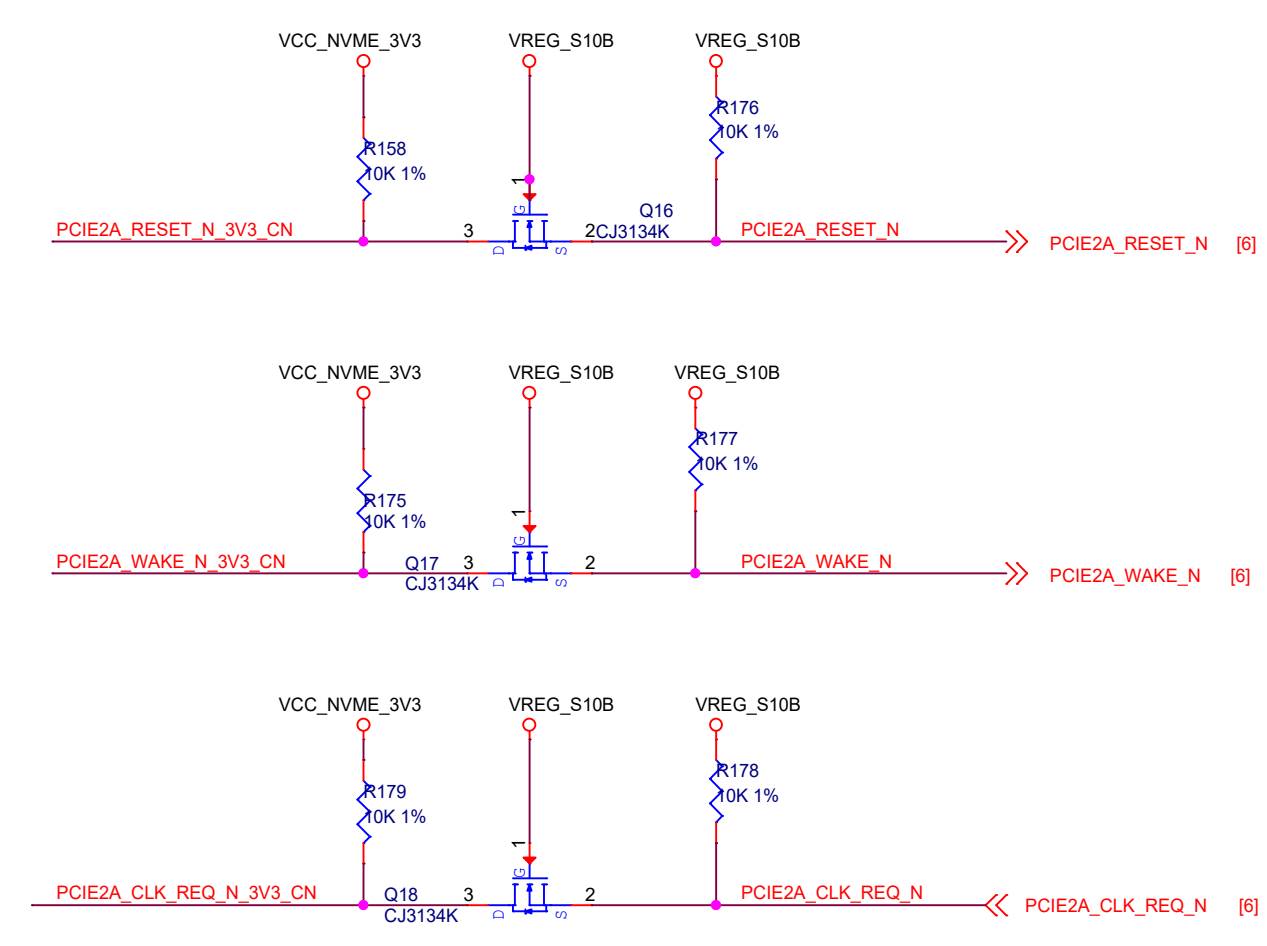 VCC_NVME_3V3 VREG_S10B VREG_S10B
R176
10K 1%
R158
10K 1%
1
G
Q16
PCIE2A_RESET_N_3V3_CN 3 2 CJ3134K PCIE2A_RESET_N
D S
PCIE2A_RESET_N [6]
VCC_NVME_3V3 VREG_S10B VREG_S10B
R177
10K 1%
R175
10K 1%
1
G
PCIE2A_WAKE_N_3V3_CN Q17 3 2 PCIE2A_WAKE_N
CJ3134K D S
PCIE2A_WAKE_N [6]
VCC_NVME_3V3 VREG_S10B VREG_S10B
R178
10K 1%
R179
10K 1%
1
G
PCIE2A_CLK_REQ_N_3V3_CN Q18 3 2 PCIE2A_CLK_REQ_N
CJ3134K D S
PCIE2A_CLK_REQ_N [6]